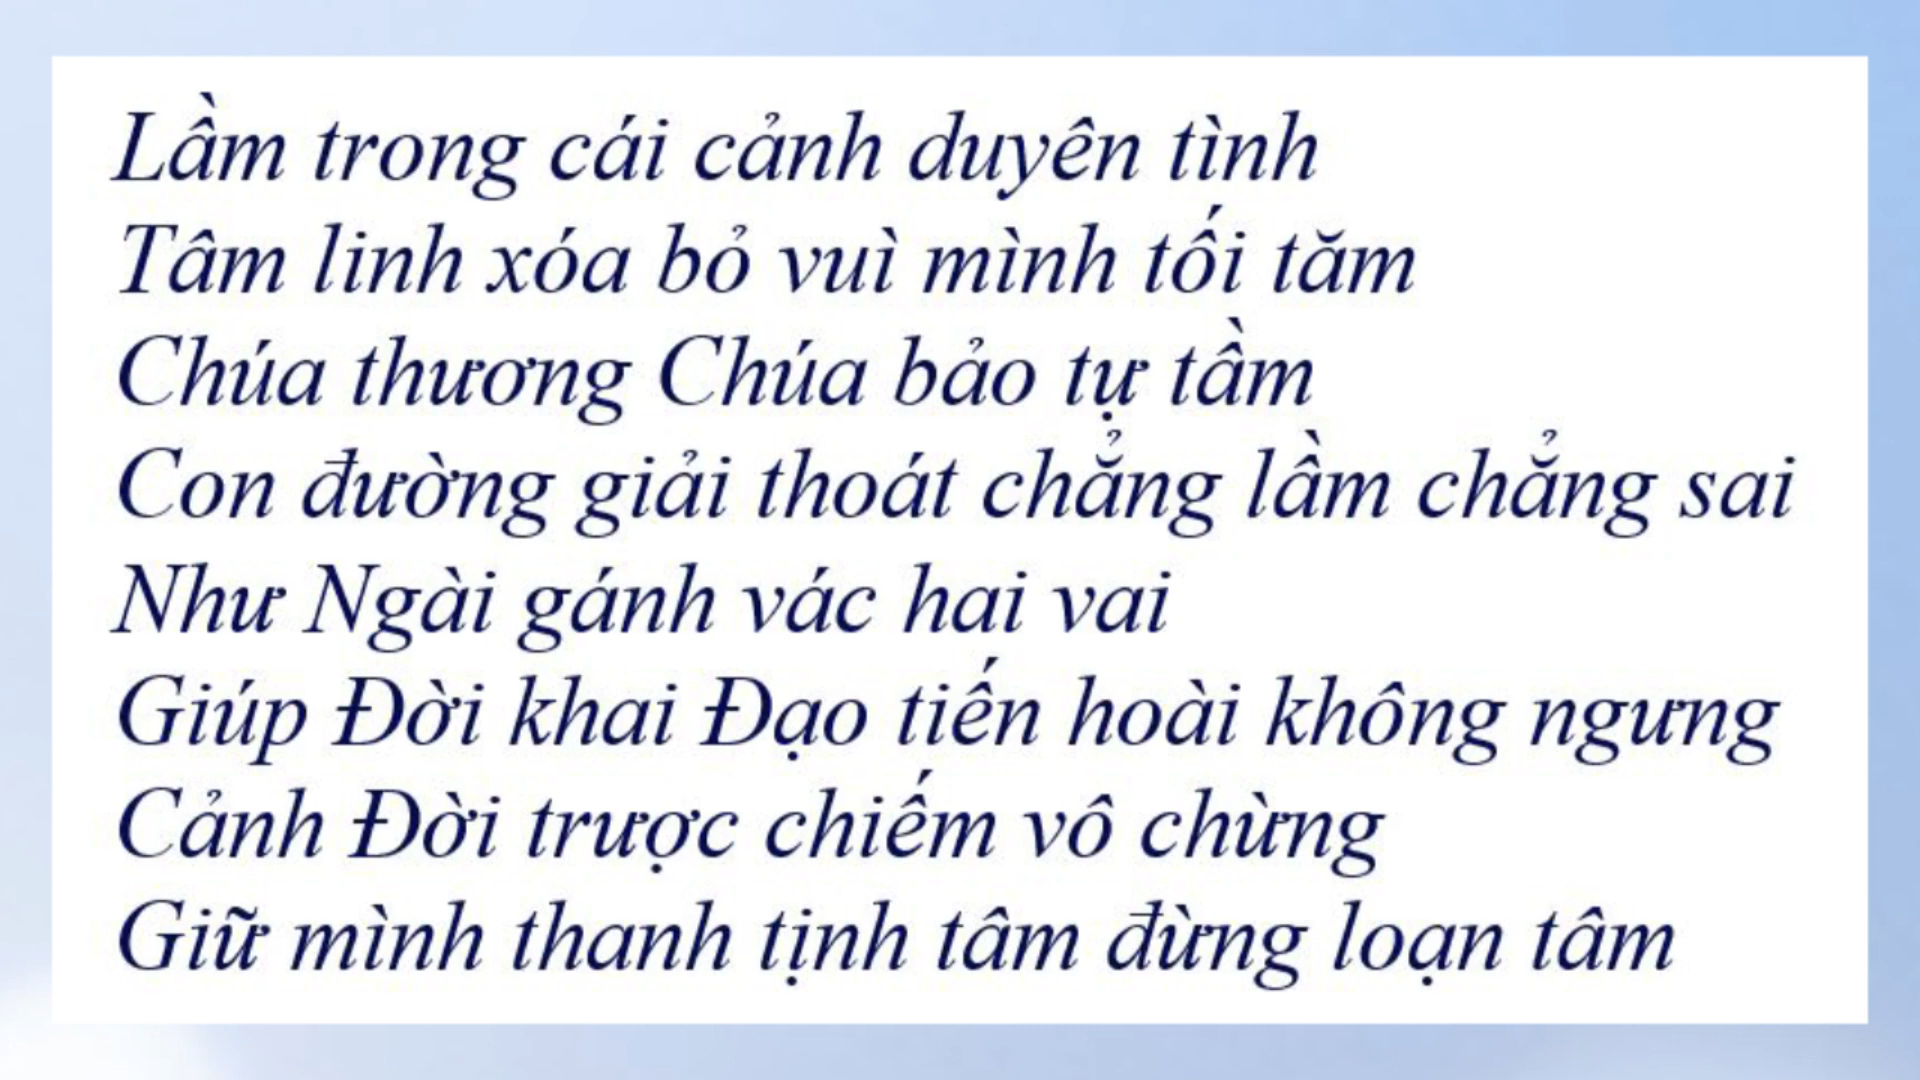 Lầm trong cái cảnh duyên tình
Tâm linh xóa bỏ vuì mình tối tăm
Chúa thương Chúa bảo tự tầm
Con đường giải thoát chẳng lầm chẳng sai
Như Ngài gánh vác hai vai
Giúp Đời khai Đạo tiến hoài không ngưng
Cảnh Đời trược chiếm vô chừng
Giữ mình thanh tịnh tâm đừng loạn tâm